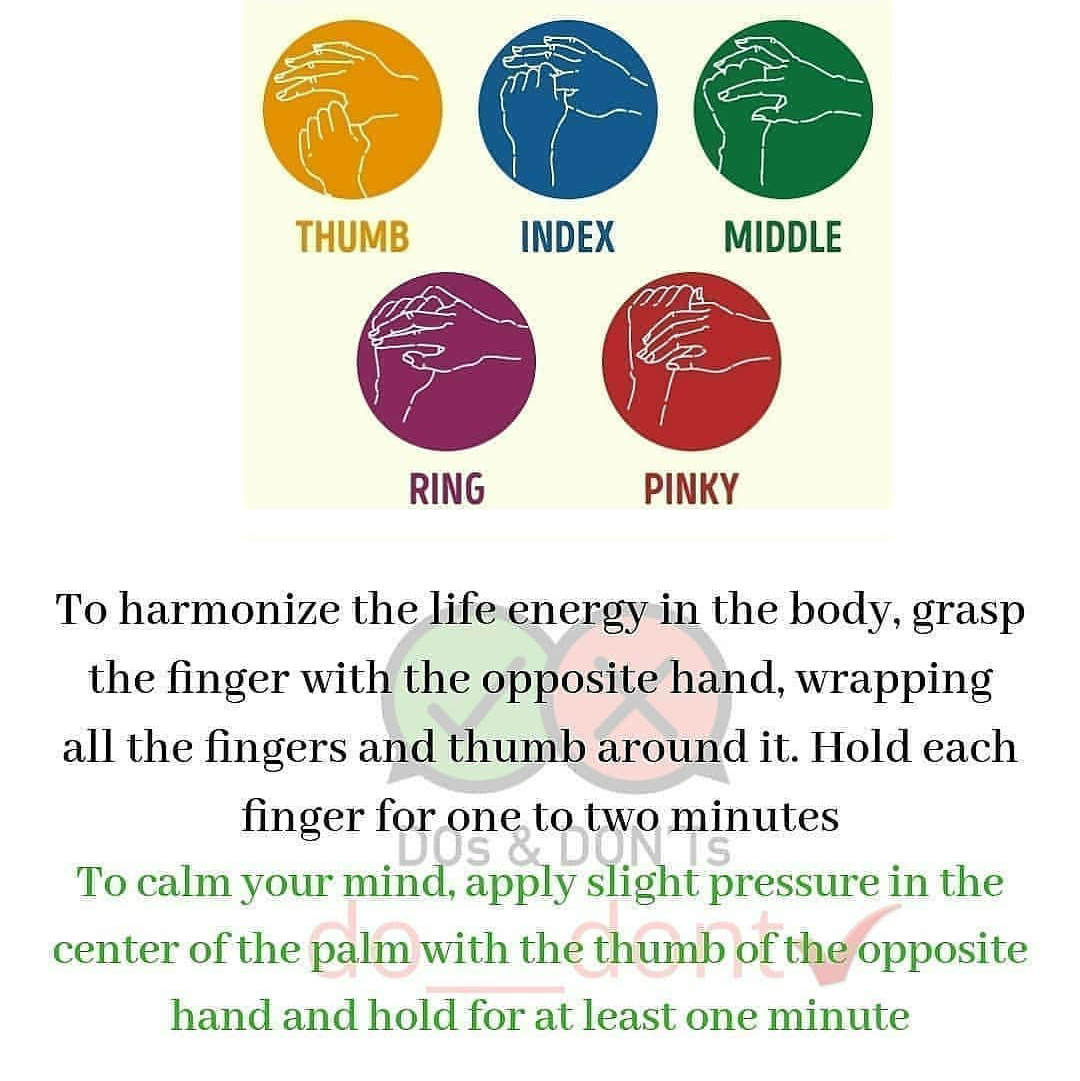 THUMB INDEX MIDDLE
RING PINKY
To harmonize the life energy in the body, grasp
the finger with the opposite hand, wrapping
all the fingers and thumb around it. Hold each
finger for one to two minutes
DOs & DON'Ts
To calm your mind, apply slight pressure in the
center of the palm with the thumb of the opposite
do__dont
hand and hold for at least one minute